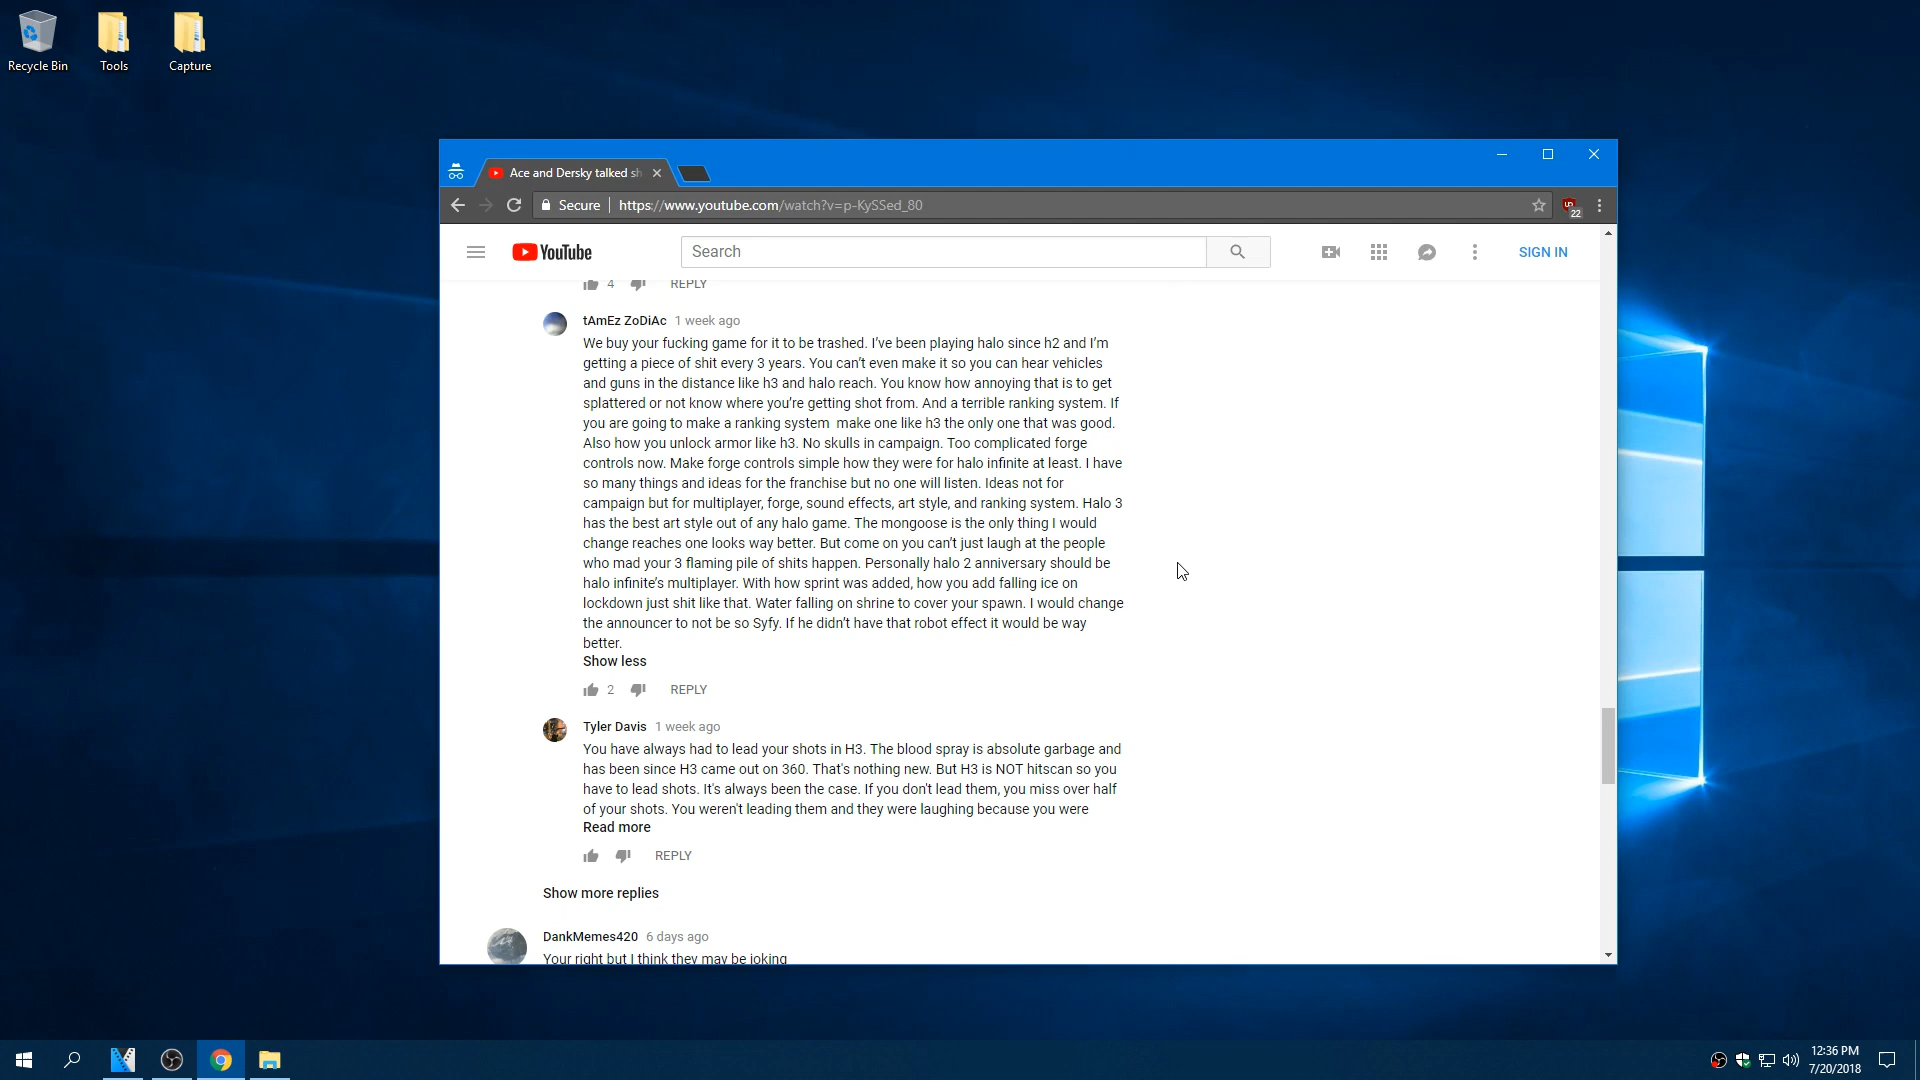 Recycle Bin
Tools
Capture
Ace and Dersky talked sh
Secure
https://www.youtube.com/watch?v=p-KySSed_80
22
YouTube
Search
SIGN IN
4
REPLY
tAmEz ZoDiAc 1 week ago
We buy your fucking game for it to be trashed. I’ve been playing halo since h2 and I’m
getting a piece of shit every 3 years. You can’t even make it so you can hear vehicles
and guns in the distance like h3 and halo reach. You know how annoying that is to get
splattered or not know where you’re getting shot from. And a terrible ranking system. If
you are going to make a ranking system  make one like h3 the only one that was good.
Also how you unlock armor like h3. No skulls in campaign. Too complicated forge
controls now. Make forge controls simple how they were for halo infinite at least. I have
so many things and ideas for the franchise but no one will listen. Ideas not for
campaign but for multiplayer, forge, sound effects, art style, and ranking system. Halo 3
has the best art style out of any halo game. The mongoose is the only thing I would
change reaches one looks way better. But come on you can’t just laugh at the people
who mad your 3 flaming pile of shits happen. Personally halo 2 anniversary should be
halo infinite’s multiplayer. With how sprint was added, how you add falling ice on
lockdown just shit like that. Water falling on shrine to cover your spawn. I would change
the announcer to not be so Syfy. If he didn’t have that robot effect it would be way
better.
Show less
2
REPLY
Tyler Davis 1 week ago
You have always had to lead your shots in H3. The blood spray is absolute garbage and
has been since H3 came out on 360. That's nothing new. But H3 is NOT hitscan so you
have to lead shots. It's always been the case. If you don't lead them, you miss over half
of your shots. You weren't leading them and they were laughing because you were
Read more
REPLY
Show more replies
DankMemes420 6 days ago
Your right but I think they may be joking
12:36 PM
7/20/2018